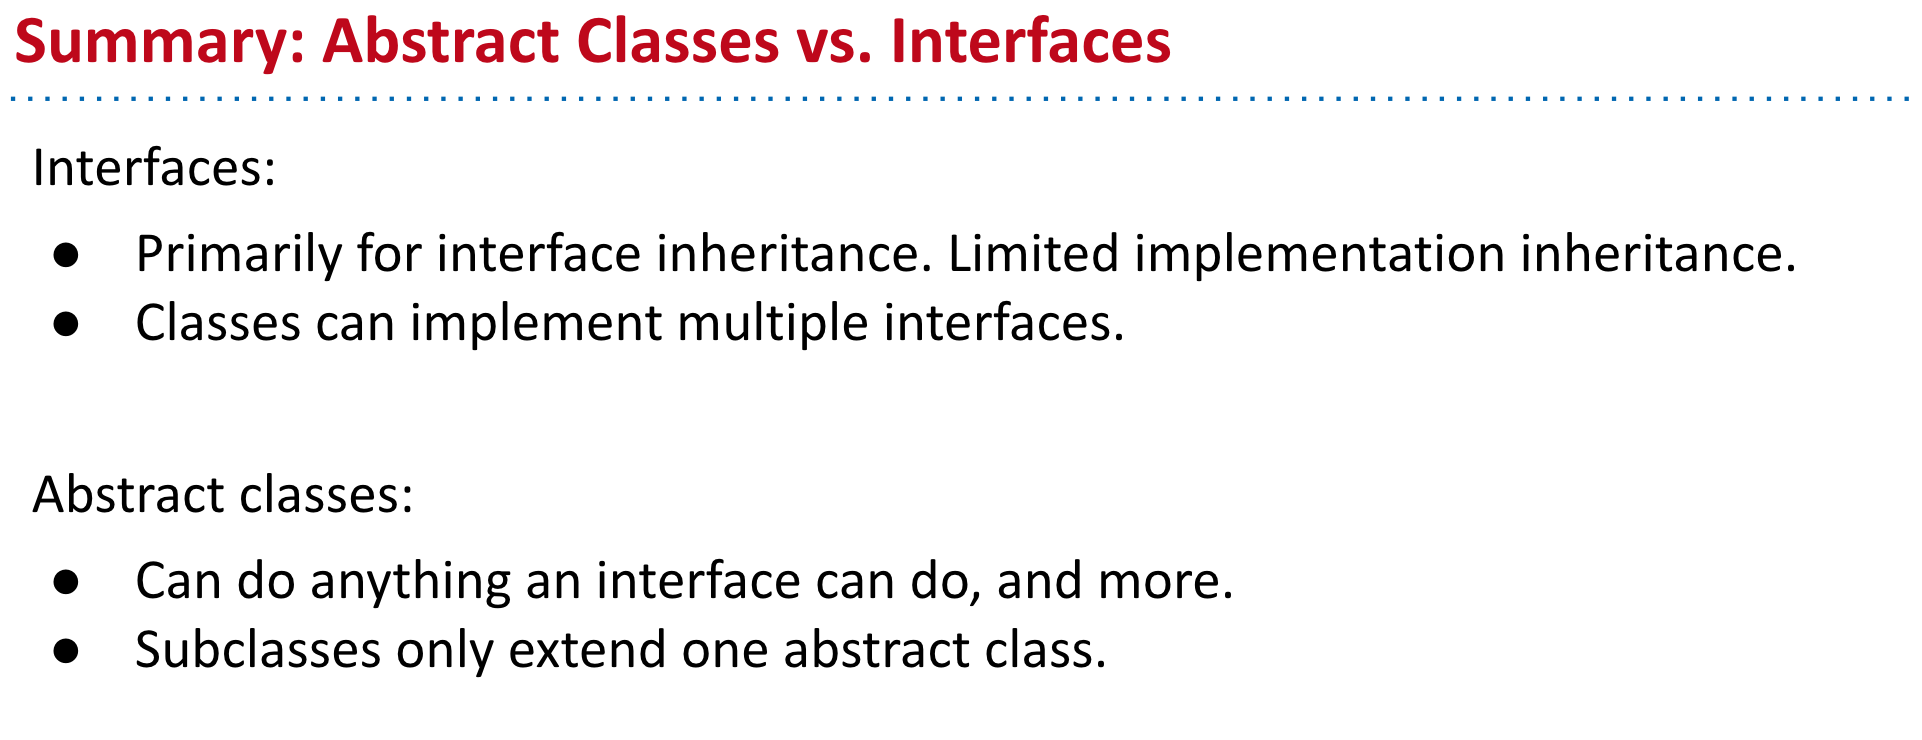 Summary: Abstract Classes vs. Interfaces
Interfaces:
● Primarily for interface inheritance. Limited implementation inheritance.
● Classes can implement multiple interfaces.
Abstract classes:
● Can do anything an interface can do, and more.
● Subclasses only extend one abstract class.